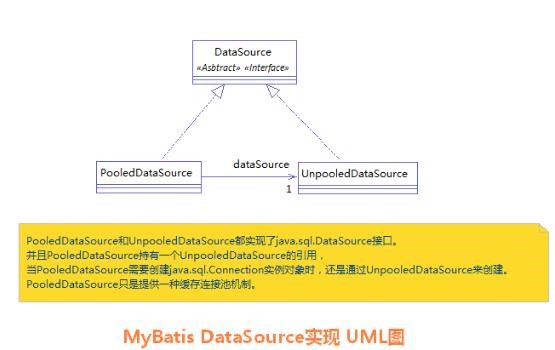 DataSource
«Asbtract» «Interface»
PooledDataSource
dataSource
1
UnpooledDataSource
PooledDataSource和UnpooledDataSource都实现了java.sql.DataSource接口。
并且PooledDataSource持有一个UnpooledDataSource的引用，
当PooledDataSource需要创建java.sql.Connection实例对象时，还是通过UnpooledDataSource来创建。
PooledDataSource只是提供一种缓存连接池机制。
MyBatis DataSource实现 UML图